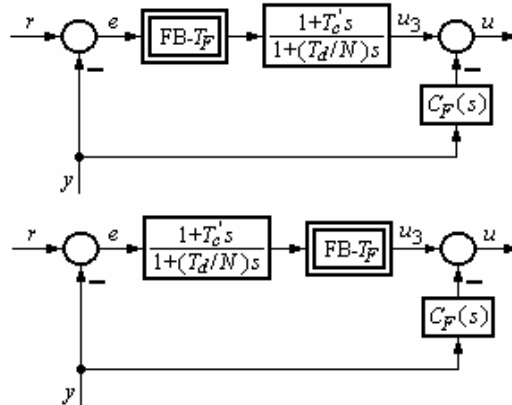 r e FB-T_F 1+T_c's / 1+(T_d/N)s u_3 u
C_F(s)
y
r e 1+T_c's / 1+(T_d/N)s FB-T_F u_3 u
C_F(s)
y